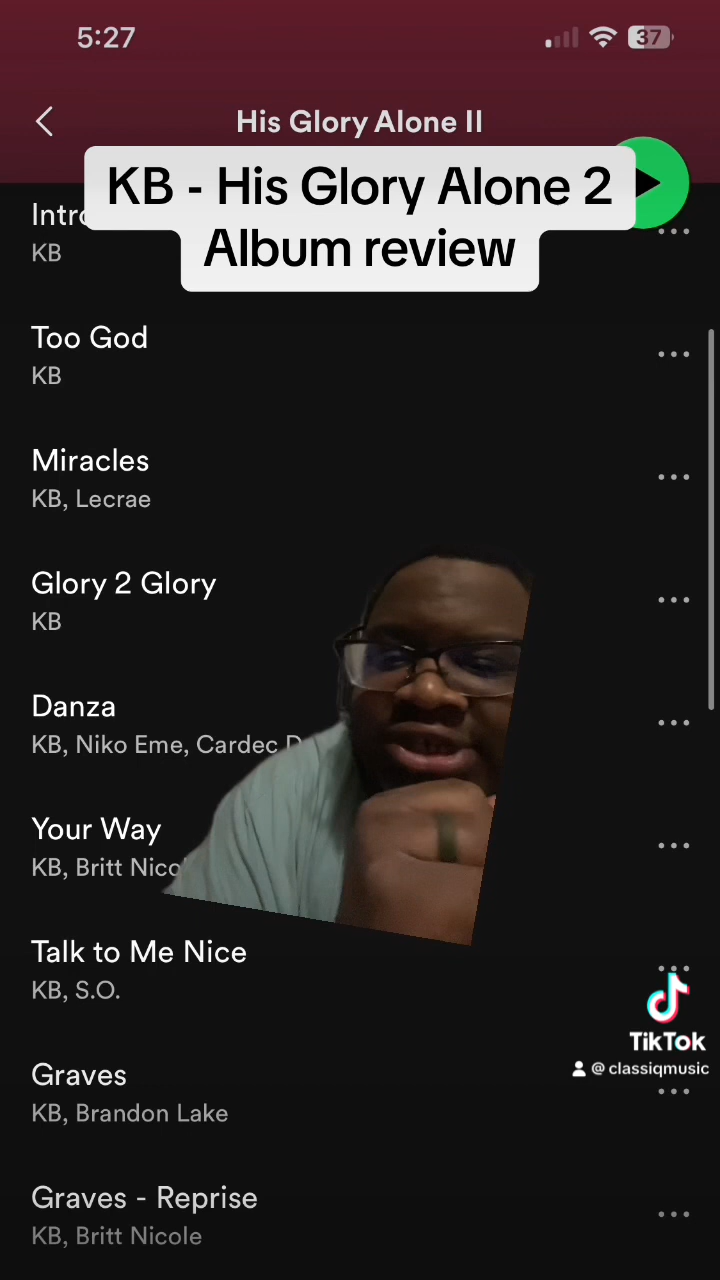 5:27
37
His Glory Alone II
KB - His Glory Alone 2
Album review
Intro
KB
Too God
KB
Miracles
KB, Lecrae
Glory 2 Glory
KB
Danza
KB, Niko Eme, Cardec
Your Way
KB, Britt
Talk to Me Nice
KB, S.O.
Graves
KB, Brandon Lake
Graves - Reprise
KB, Britt Nicole
TikTok
@classiqmusic